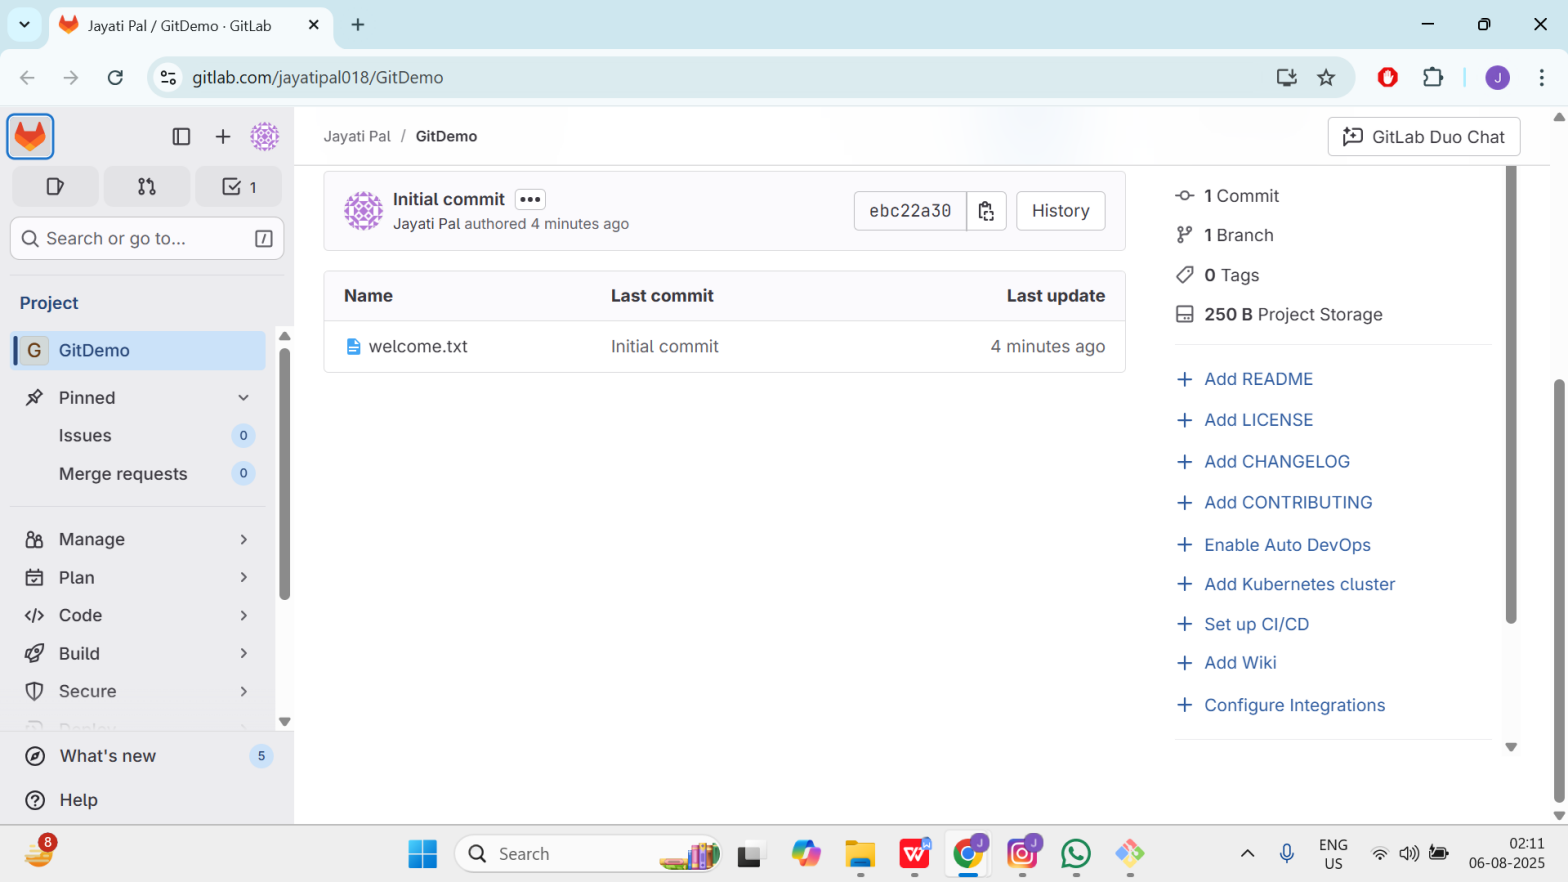 Jayati Pal / GitDemo · GitLab
gitlab.com/jayatipal018/GitDemo
J
1
Search or go to...
/
Project
G GitDemo
Pinned
Issues 0
Merge requests 0
Manage
Plan
Code
Build
Secure
Deploy
What's new 5
Help
Jayati Pal / GitDemo
GitLab Duo Chat
Initial commit
Jayati Pal authored 4 minutes ago
ebc22a30
History
Name Last commit Last update
welcome.txt Initial commit 4 minutes ago
1 Commit
1 Branch
0 Tags
250 B Project Storage
Add README
Add LICENSE
Add CHANGELOG
Add CONTRIBUTING
Enable Auto DevOps
Add Kubernetes cluster
Set up CI/CD
Add Wiki
Configure Integrations
8
Search
W
J
J
ENG
US
02:11
06-08-2025